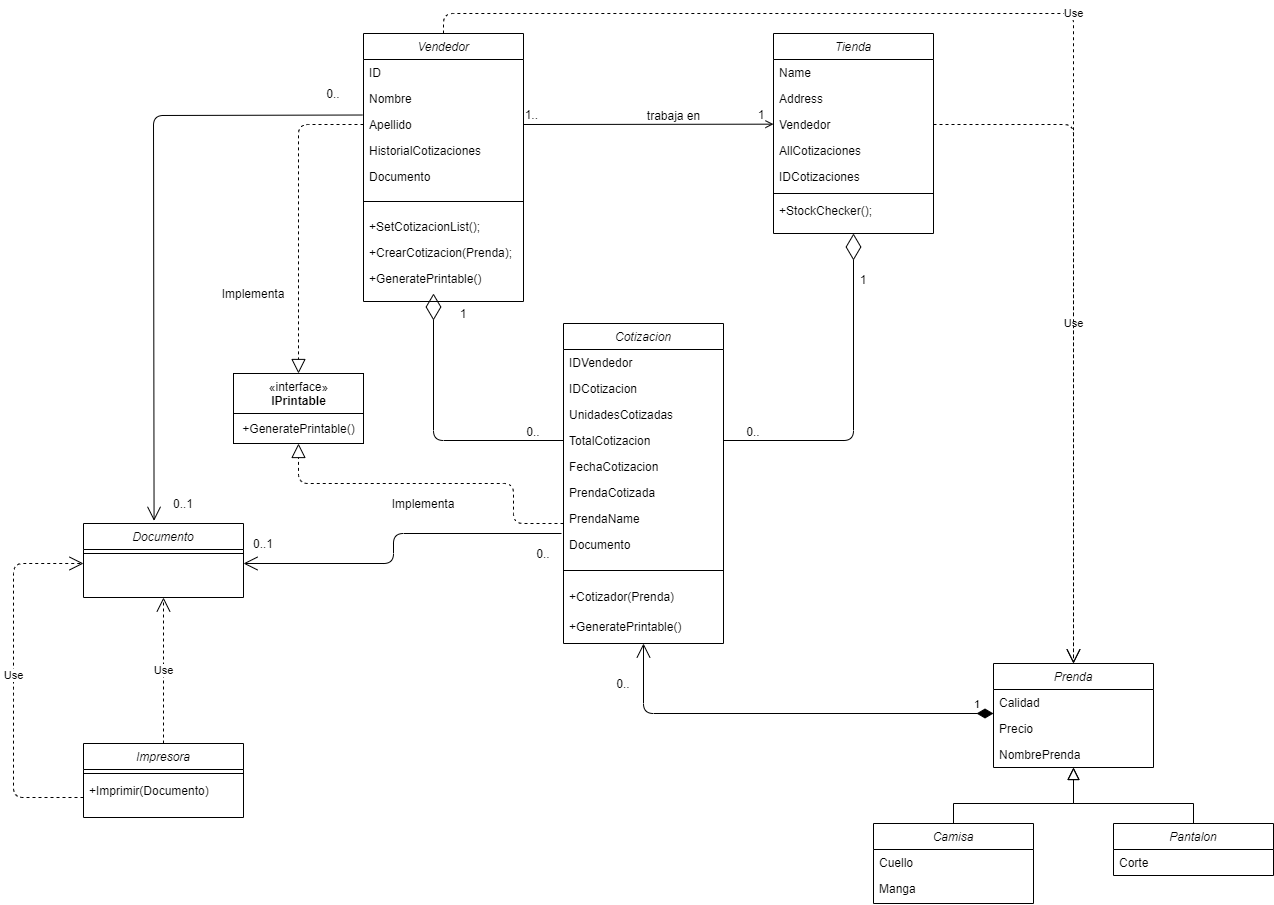 Use
Vendedor
ID
Nombre
Apellido
HistorialCotizaciones
Documento
+SetCotizacionList();
+CrearCotizacion(Prenda);
+GeneratePrintable()
Tienda
Name
Address
Vendedor
AllCotizaciones
IDCotizaciones
+StockChecker();
0..
1..
trabaja en
1
Implementa
1
1
Use
«interface»
IPrintable
+GeneratePrintable()
Cotizacion
IDVendedor
IDCotizacion
UnidadesCotizadas
TotalCotizacion
FechaCotizacion
PrendaCotizada
PrendaName
Documento
+Cotizador(Prenda)
+GeneratePrintable()
0..
0..
Implementa
0..1
0..1
0..
Documento
Use
Use
Impresora
+Imprimir(Documento)
0..
1
Prenda
Calidad
Precio
NombrePrenda
Camisa
Cuello
Manga
Pantalon
Corte